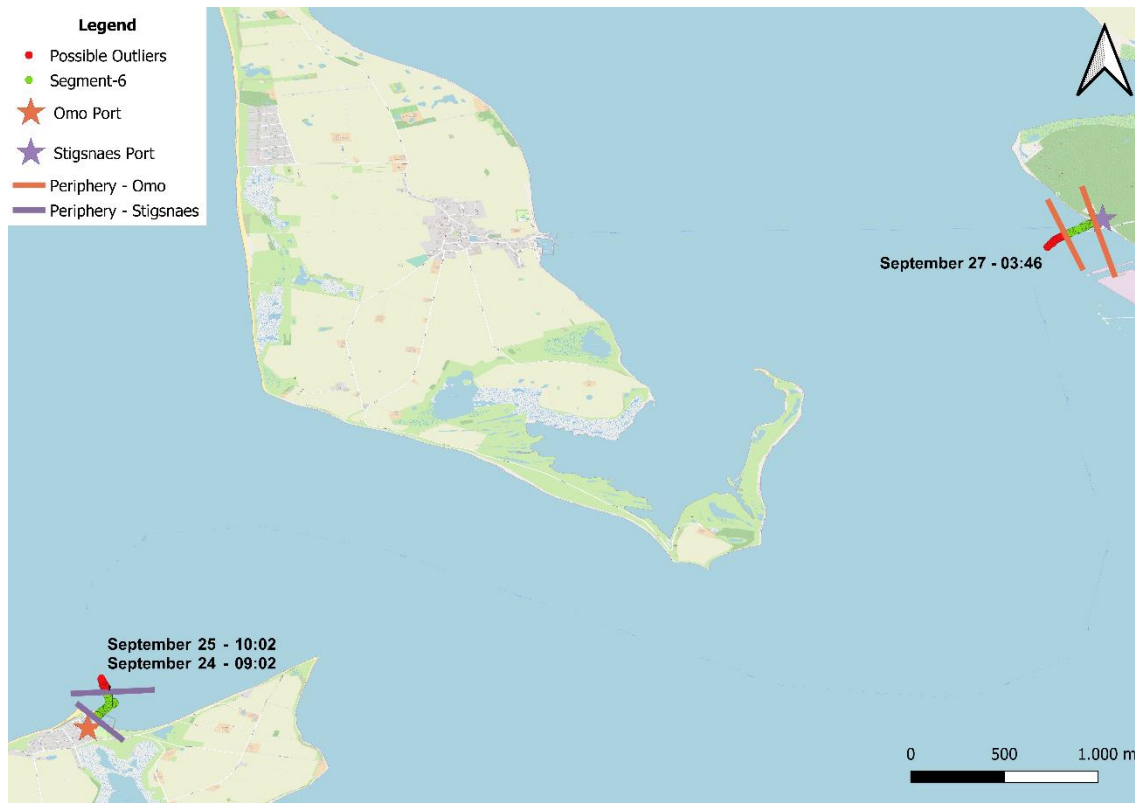 Legend
Possible Outliers
Segment-6
Omo Port
Stigsnaes Port
Periphery - Omo
Periphery - Stigsnaes
September 27 - 03:46
September 25 - 10:02
September 24 - 09:02
0 500 1.000 m